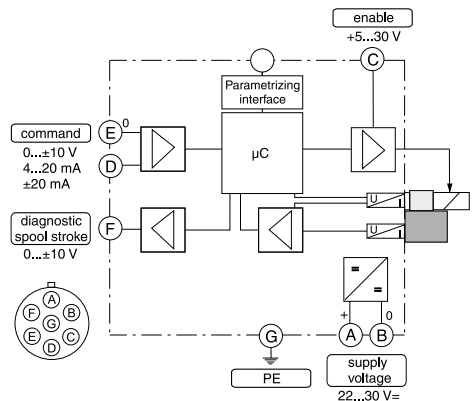 enable
+5...30 V
C
Parametrizing
interface
command
E 0
0...±10 V
D
4...20 mA
±20 mA
µC
U
I
diagnostic
spool stroke
F
0...±10 V
U
I
A
F B
G
E C
D
=
=
+ 0
G
A B
PE
supply
voltage
22...30 V=